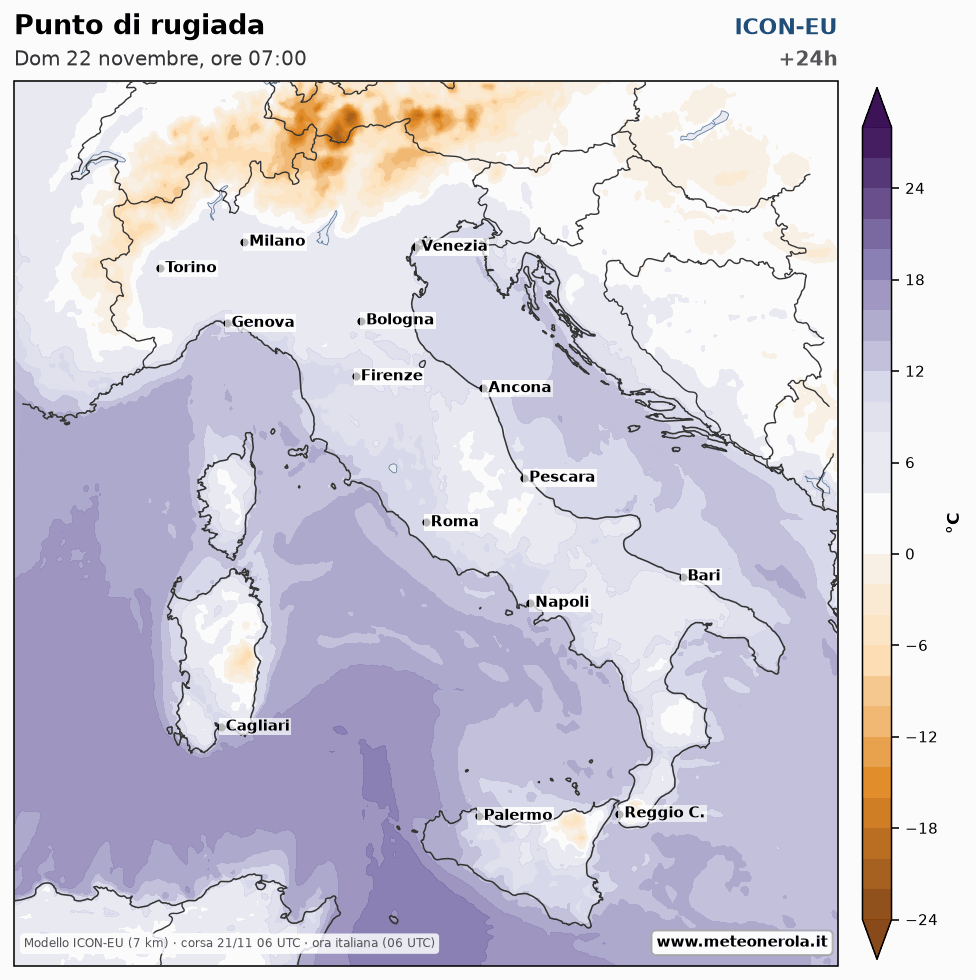 Punto di rugiada
ICON-EU
Dom 22 novembre, ore 07:00
+24h
Milano
Venezia
Torino
Genova
Bologna
Firenze
Ancona
Pescara
Roma
Bari
Napoli
Cagliari
Palermo
Reggio C.
24
18
12
6
0
−6
−12
−18
−24
°C
Modello ICON-EU (7 km) · corsa 21/11 06 UTC · ora italiana (06 UTC)
www.meteonerola.it